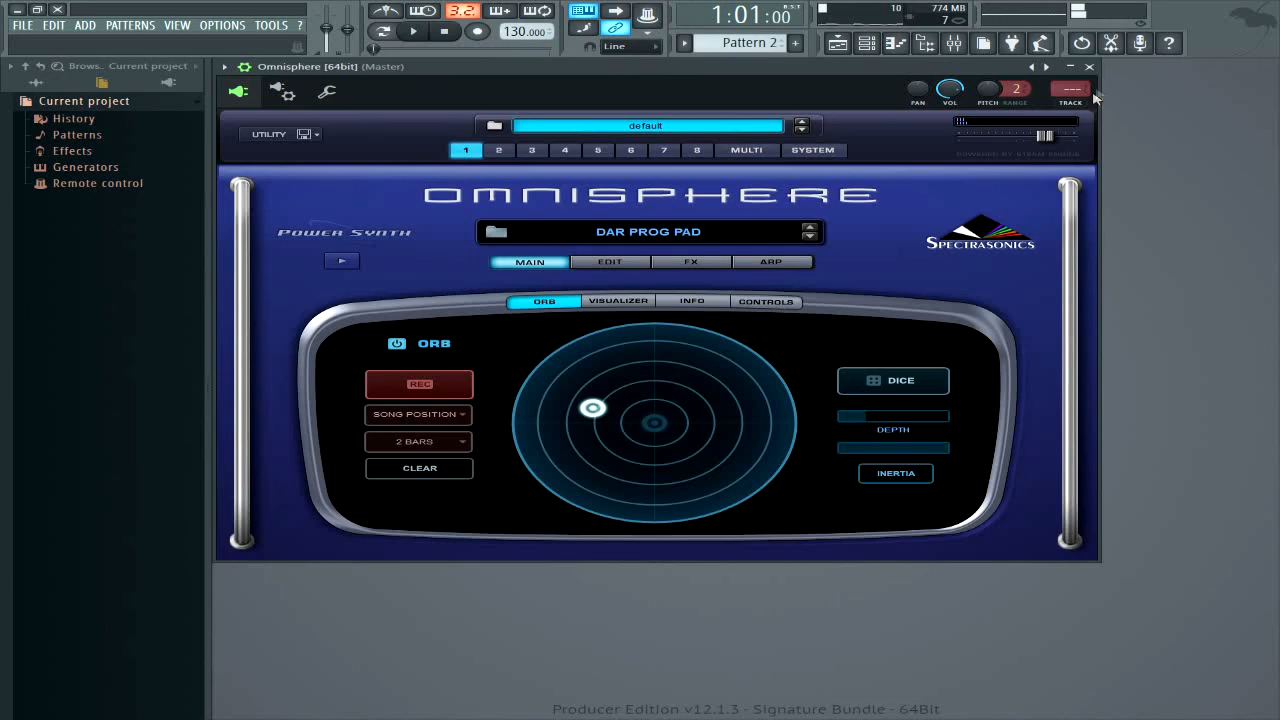 FILE EDIT ADD PATTERNS VIEW OPTIONS TOOLS ?
3.2.
130.000
Line
1:01:00
B:S:T
Pattern 2
10
774 MB
7
Brows.. Current project
Current project
History
Patterns
Effects
Generators
Remote control
Omnisphere [64bit] (Master)
PAN VOL PITCH RANGE 2 --- TRACK
UTILITY
default
1 2 3 4 5 6 7 8 MULTI SYSTEM
POWERED BY STEAM ENGINE
OMNISPHERE
POWER SYNTH
DAR PROG PAD
SPECTRASONICS
MAIN EDIT FX ARP
ORB VISUALIZER INFO CONTROLS
ORB
REC
SONG POSITION
2 BARS
CLEAR
DICE
DEPTH
INERTIA
Producer Edition v12.1.3 - Signature Bundle - 64Bit